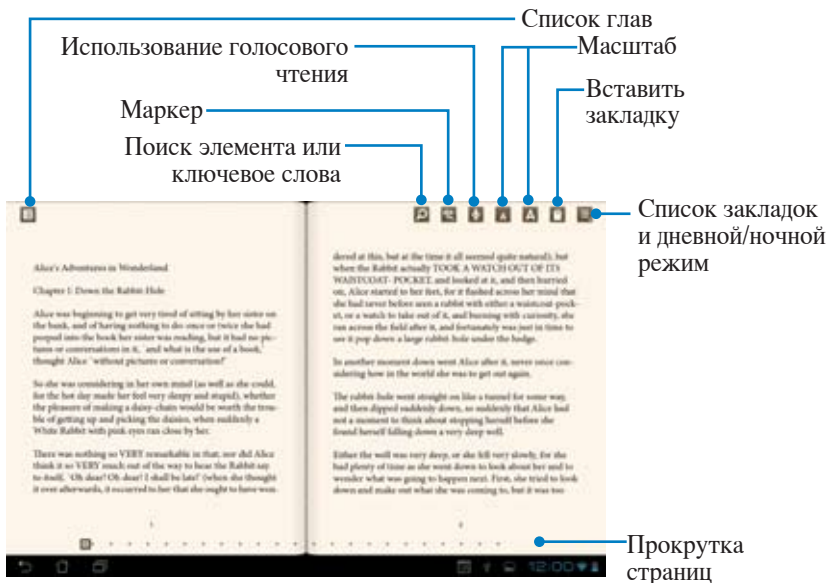 Список глав
Использование голосового
чтения
Масштаб
Вставить
закладку
Маркер
Поиск элемента или
ключевое слова
Список закладок
и дневной/ночной
режим
Alice's Adventures in Wonderland
Chapter I: Down the Rabbit-Hole
Alice was beginning to get very tired of sitting by her sister on
the bank, and of having nothing to do: once or twice she had
peeped into the book her sister was reading, but it had no pic-
tures or conversations in it, `and what is the use of a book,'
thought Alice `without pictures or conversation?'
So she was considering in her own mind (as well as she could,
for the hot day made her feel very sleepy and stupid), whether
the pleasure of making a daisy-chain would be worth the trou-
ble of getting up and picking the daisies, when suddenly a
White Rabbit with pink eyes ran close by her.
There was nothing so VERY remarkable in that; nor did Alice
think it so VERY much out of the way to hear the Rabbit say
to itself, `Oh dear! Oh dear! I shall be late!' (when she thought
it over afterwards, it occurred to her that she ought to have won
dered at this, but at the time it all seemed quite natural); but
when the Rabbit actually TOOK A WATCH OUT OF ITS
WAISTCOAT- POCKET, and looked at it, and then hurried
on, Alice started to her feet, for it flashed across her mind that
she had never before seen a rabbit with either a waistcoat-pock-
et, or a watch to take out of it, and burning with curiosity, she
ran across the field after it, and fortunately was just in time to
see it pop down a large rabbit-hole under the hedge.
In another moment down went Alice after it, never once con-
sidering how in the world she was to get out again.
The rabbit-hole went straight on like a tunnel for some way,
and then dipped suddenly down, so suddenly that Alice had
not a moment to think about stopping herself before she
found herself falling down a very deep well.
Either the well was very deep, or she fell very slowly, for she
had plenty of time as she went down to look about her and to
wonder what was going to happen next. First, she tried to look
down and make out what she was coming to, but it was too
Прокрутка
страниц
12:00